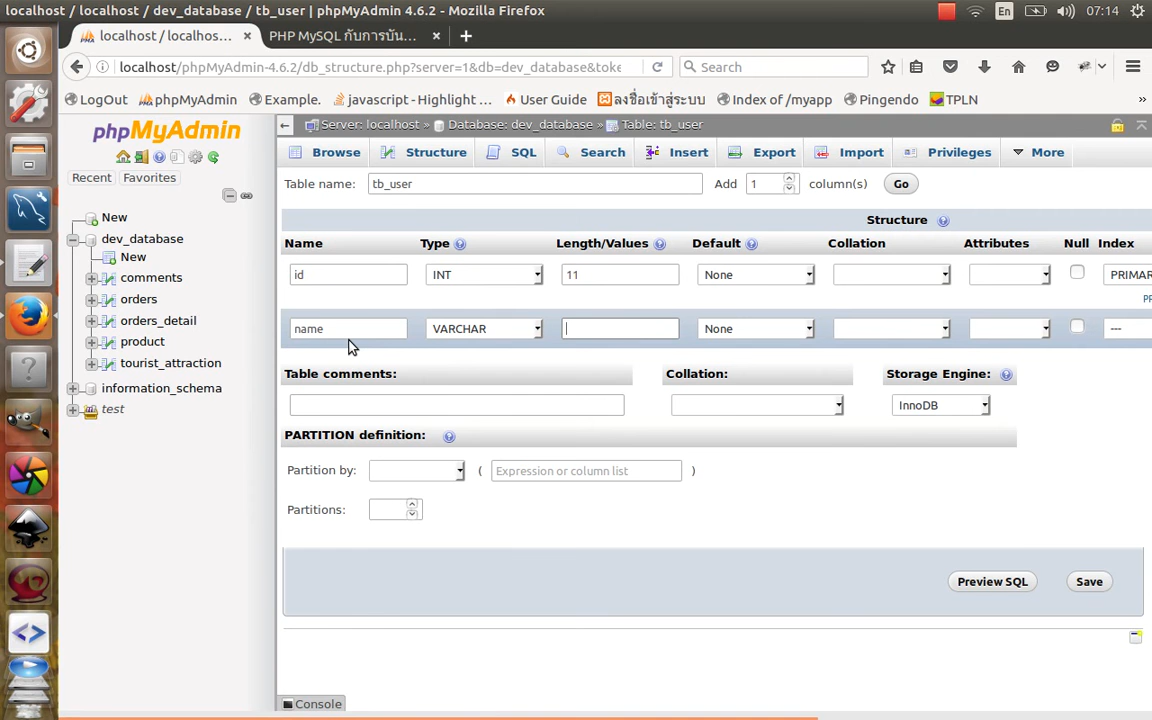 localhost / localhost / dev_database / tb_user | phpMyAdmin 4.6.2 - Mozilla Firefox
En
07:14
localhost / localhos...
PHP MySQL กับการบัน...
localhost/phpMyAdmin-4.6.2/db_structure.php?server=1&db=dev_database&toke
Search
LogOut
phpMyAdmin
Example.
javascript - Highlight ...
User Guide
ลงชื่อเข้าสู่ระบบ
Index of /myapp
Pingendo
TPLN
»
phpMyAdmin
Recent
Favorites
New
dev_database
New
comments
orders
orders_detail
product
tourist_attraction
information_schema
test
Server: localhost » Database: dev_database » Table: tb_user
Browse
Structure
SQL
Search
Insert
Export
Import
Privileges
More
Table name:
tb_user
Add
1
column(s)
Go
Structure
Name
Type
Length/Values
Default
Collation
Attributes
Null
Index
id
INT
11
None
PRIMAR
PR
name
VARCHAR
None
---
Table comments:
Collation:
Storage Engine:
InnoDB
PARTITION definition:
Partition by:
(
Expression or column list
)
Partitions:
Preview SQL
Save
Console